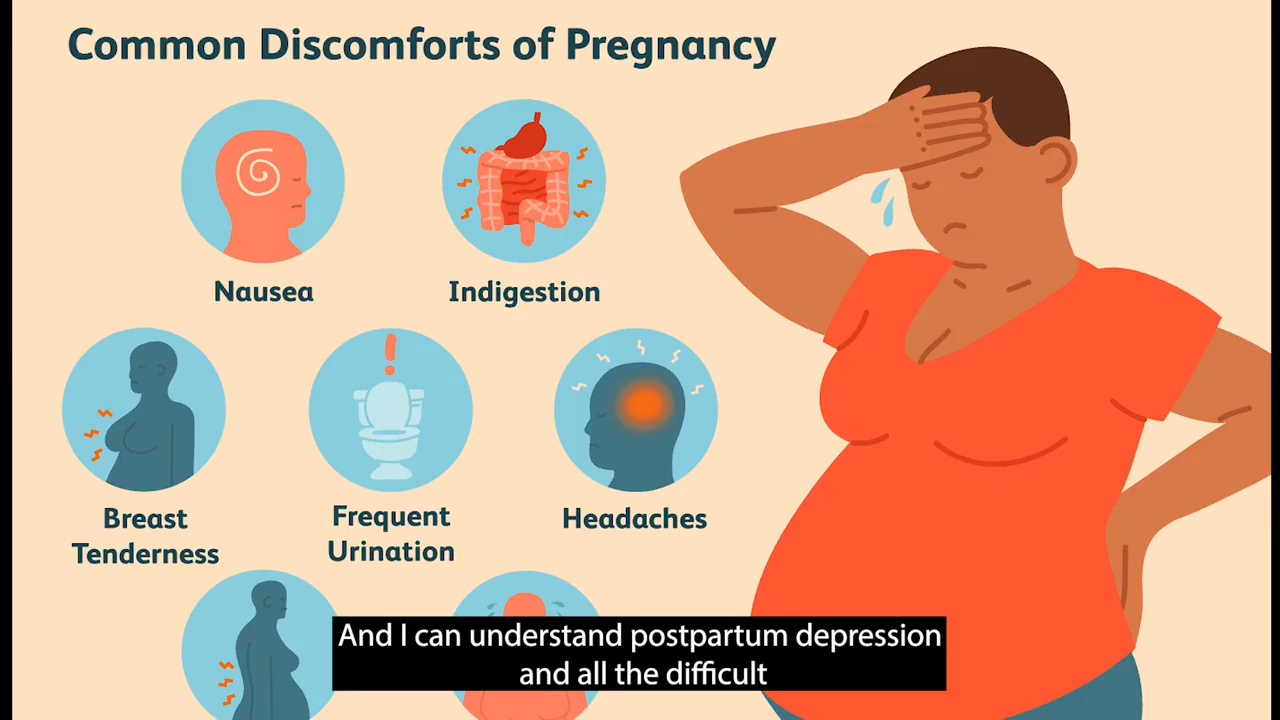 Common Discomforts of Pregnancy
Nausea
Indigestion
Breast
Tenderness
Frequent
Urination
Headaches
And I can understand postpartum depression
and all the difficult